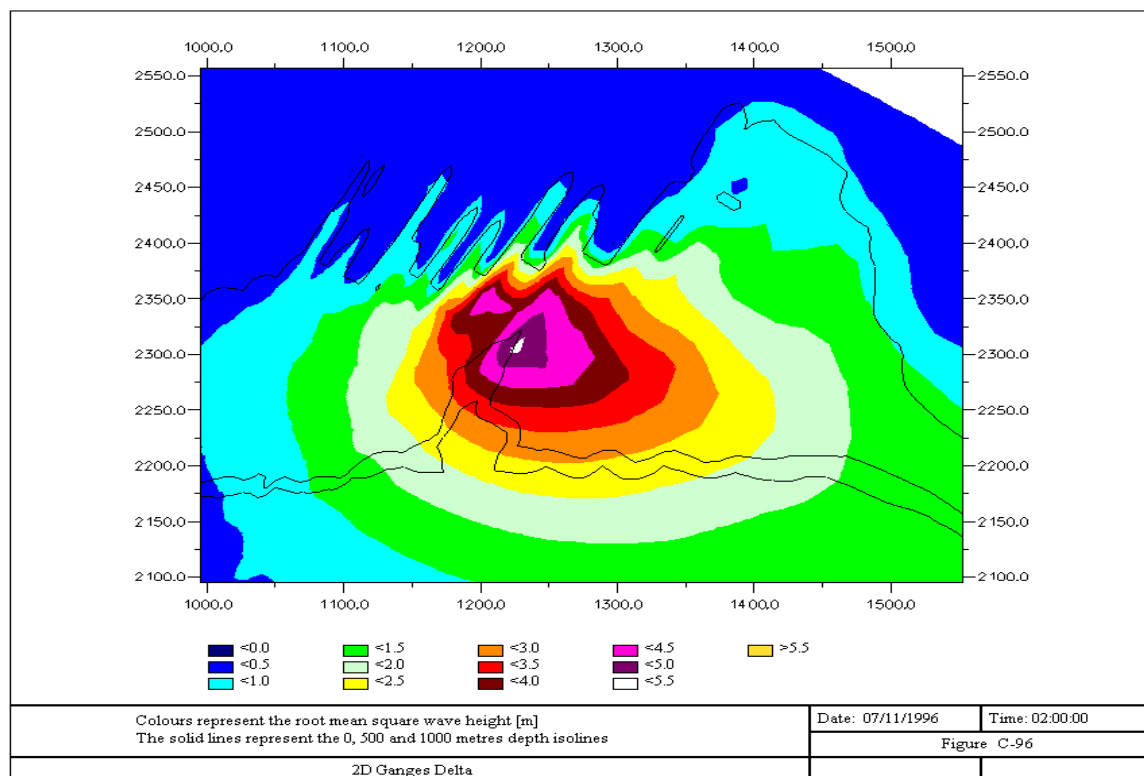 1000.0 1100.0 1200.0 1300.0 1400.0 1500.0
2550.0 2550.0
2500.0 2500.0
2450.0 2450.0
2400.0 2400.0
2350.0 2350.0
2300.0 2300.0
2250.0 2250.0
2200.0 2200.0
2150.0 2150.0
2100.0 2100.0
1000.0 1100.0 1200.0 1300.0 1400.0 1500.0
<0.0 <1.5 <3.0 <4.5 >5.5
<0.5 <2.0 <3.5 <5.0
<1.0 <2.5 <4.0 <5.5
Colours represent the root mean square wave height [m]
The solid lines represent the 0, 500 and 1000 metres depth isolines
Date: 07/11/1996 Time: 02:00:00
Figure C-96
2D Ganges Delta